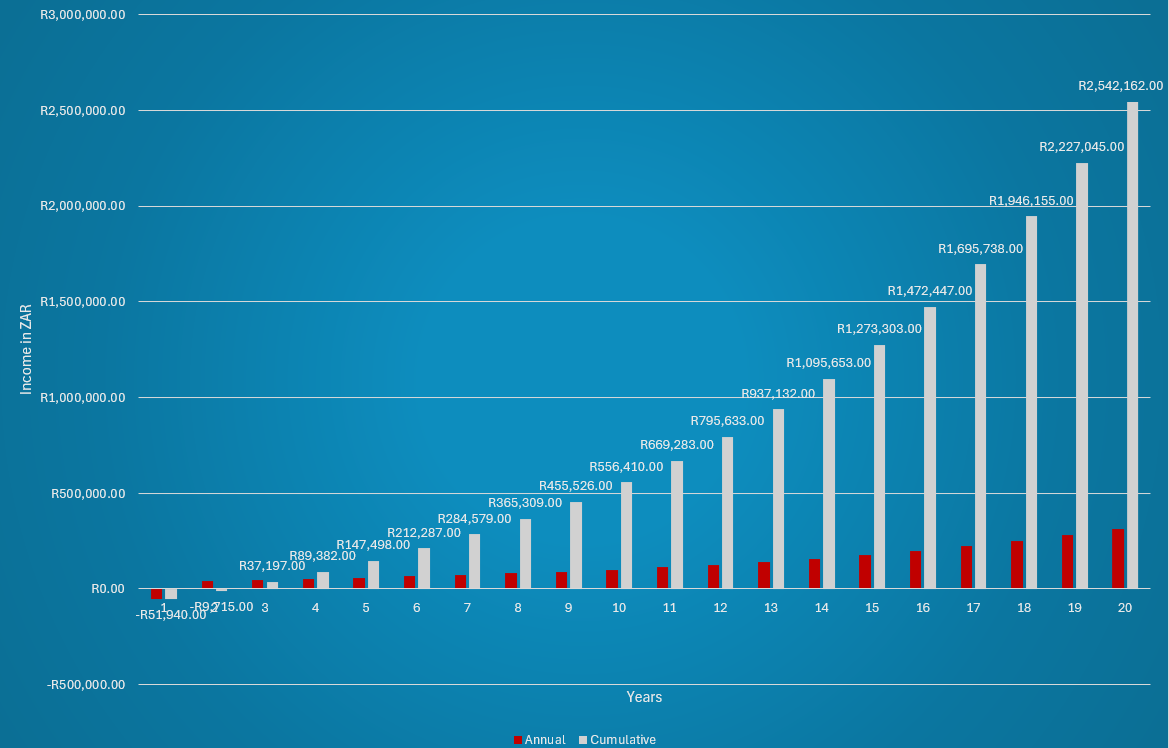 R3,000,000.00
R2,500,000.00
R2,000,000.00
R1,500,000.00
R1,000,000.00
R500,000.00
R0.00
-R500,000.00
Income in ZAR
-R51,940.00
-R9,715.00
R37,197.00
R89,382.00
R147,498.00
R212,287.00
R284,579.00
R365,309.00
R455,526.00
R556,410.00
R669,283.00
R795,633.00
R937,132.00
R1,095,653.00
R1,273,303.00
R1,472,447.00
R1,695,738.00
R1,946,155.00
R2,227,045.00
R2,542,162.00
1 2 3 4 5 6 7 8 9 10 11 12 13 14 15 16 17 18 19 20
Years
Annual Cumulative